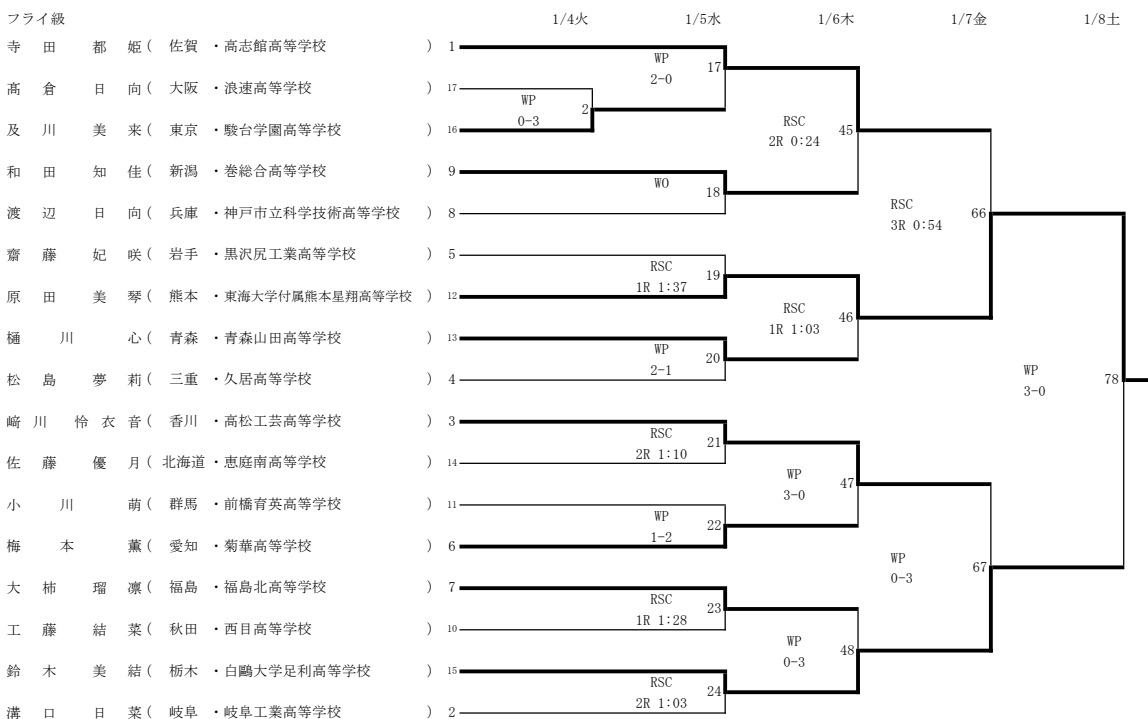 フライ級 1/4火 1/5水 1/6木 1/7金 1/8土
寺田都姫( 佐賀 ・高志館高等学校 ) 1
WP 17
2-0
髙倉日向( 大阪 ・浪速高等学校 ) 17
WP 2
0-3
及川美来( 東京 ・駿台学園高等学校 ) 16
RSC 45
2R 0:24
和田知佳( 新潟 ・巻総合高等学校 ) 9
WO 18
渡辺日向( 兵庫 ・神戸市立科学技術高等学校 ) 8
RSC 66
3R 0:54
齋藤妃咲( 岩手 ・黒沢尻工業高等学校 ) 5
RSC 19
1R 1:37
原田美琴( 熊本 ・東海大学付属熊本星翔高等学校 ) 12
RSC 46
1R 1:03
樋川心( 青森 ・青森山田高等学校 ) 13
WP 20
2-1
松島夢莉( 三重 ・久居高等学校 ) 4
WP 78
3-0
﨑川怜衣音( 香川 ・高松工芸高等学校 ) 3
RSC 21
2R 1:10
佐藤優月( 北海道 ・恵庭南高等学校 ) 14
WP 47
3-0
小川萌( 群馬 ・前橋育英高等学校 ) 11
WP 22
1-2
梅本薫( 愛知 ・菊華高等学校 ) 6
WP 67
0-3
大柿瑠凛( 福島 ・福島北高等学校 ) 7
RSC 23
1R 1:28
工藤結菜( 秋田 ・西目高等学校 ) 10
WP 48
0-3
鈴木美結( 栃木 ・白鷗大学足利高等学校 ) 15
RSC 24
2R 1:03
溝口日菜( 岐阜 ・岐阜工業高等学校 ) 2